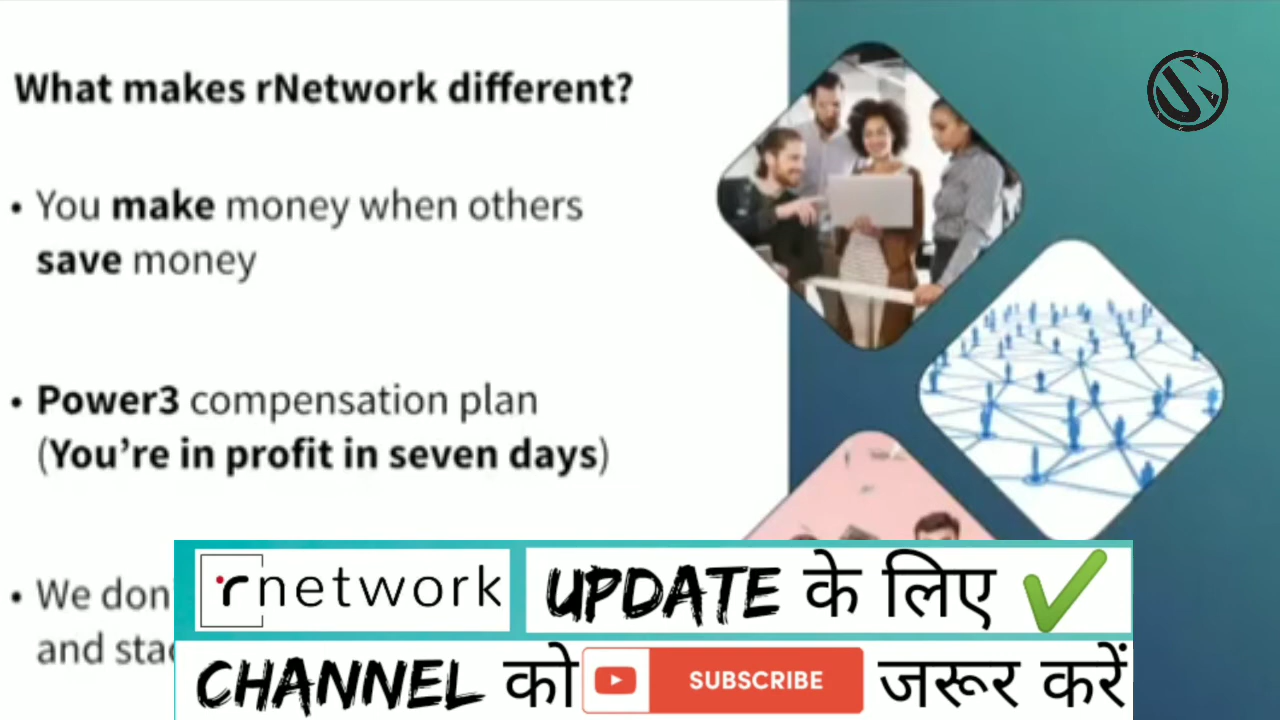 What makes rNetwork different?
• You make money when others
save money
• Power3 compensation plan
(You're in profit in seven days)
• We don
and sta
rnetwork
UPDATE के लिए ✔
CHANNEL को SUBSCRIBE जरूर करें